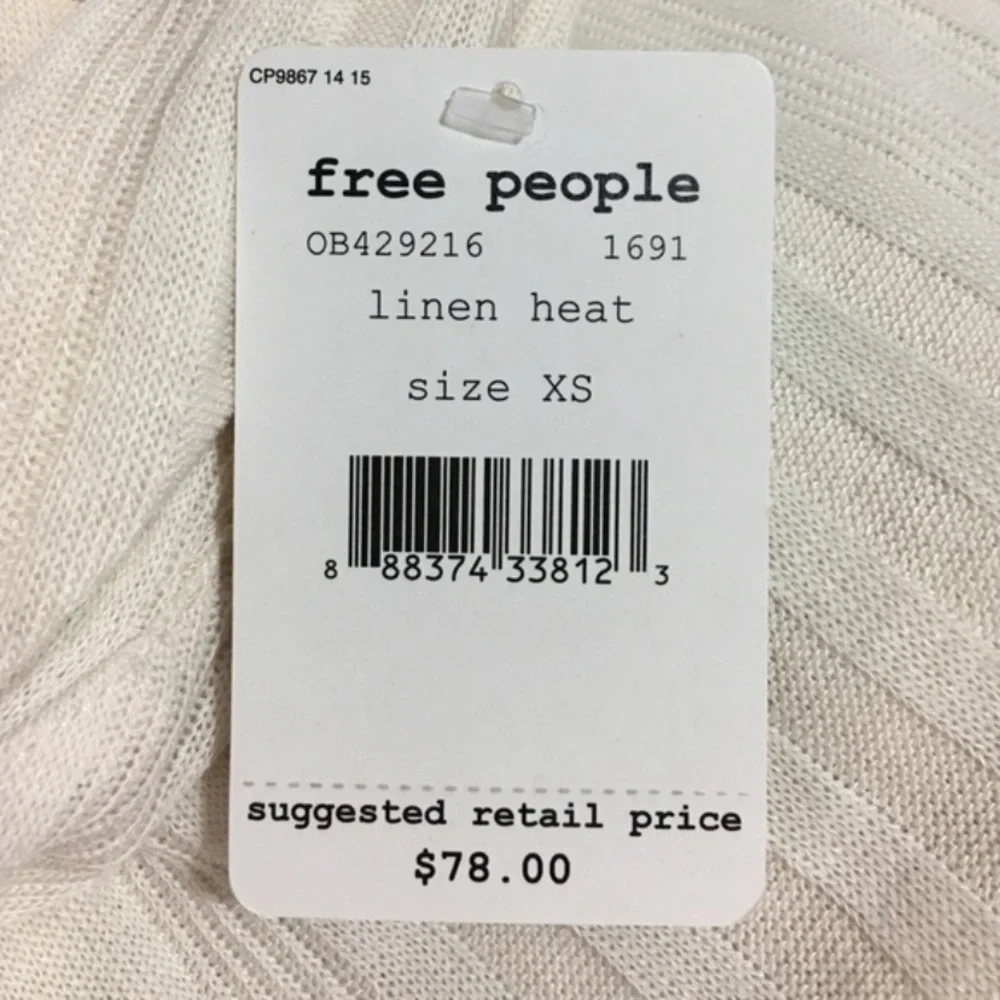 CP9867 14 15
free people
OB429216 1691
linen heat
size XS
8 88374 33812 3
suggested retail price
$78.00